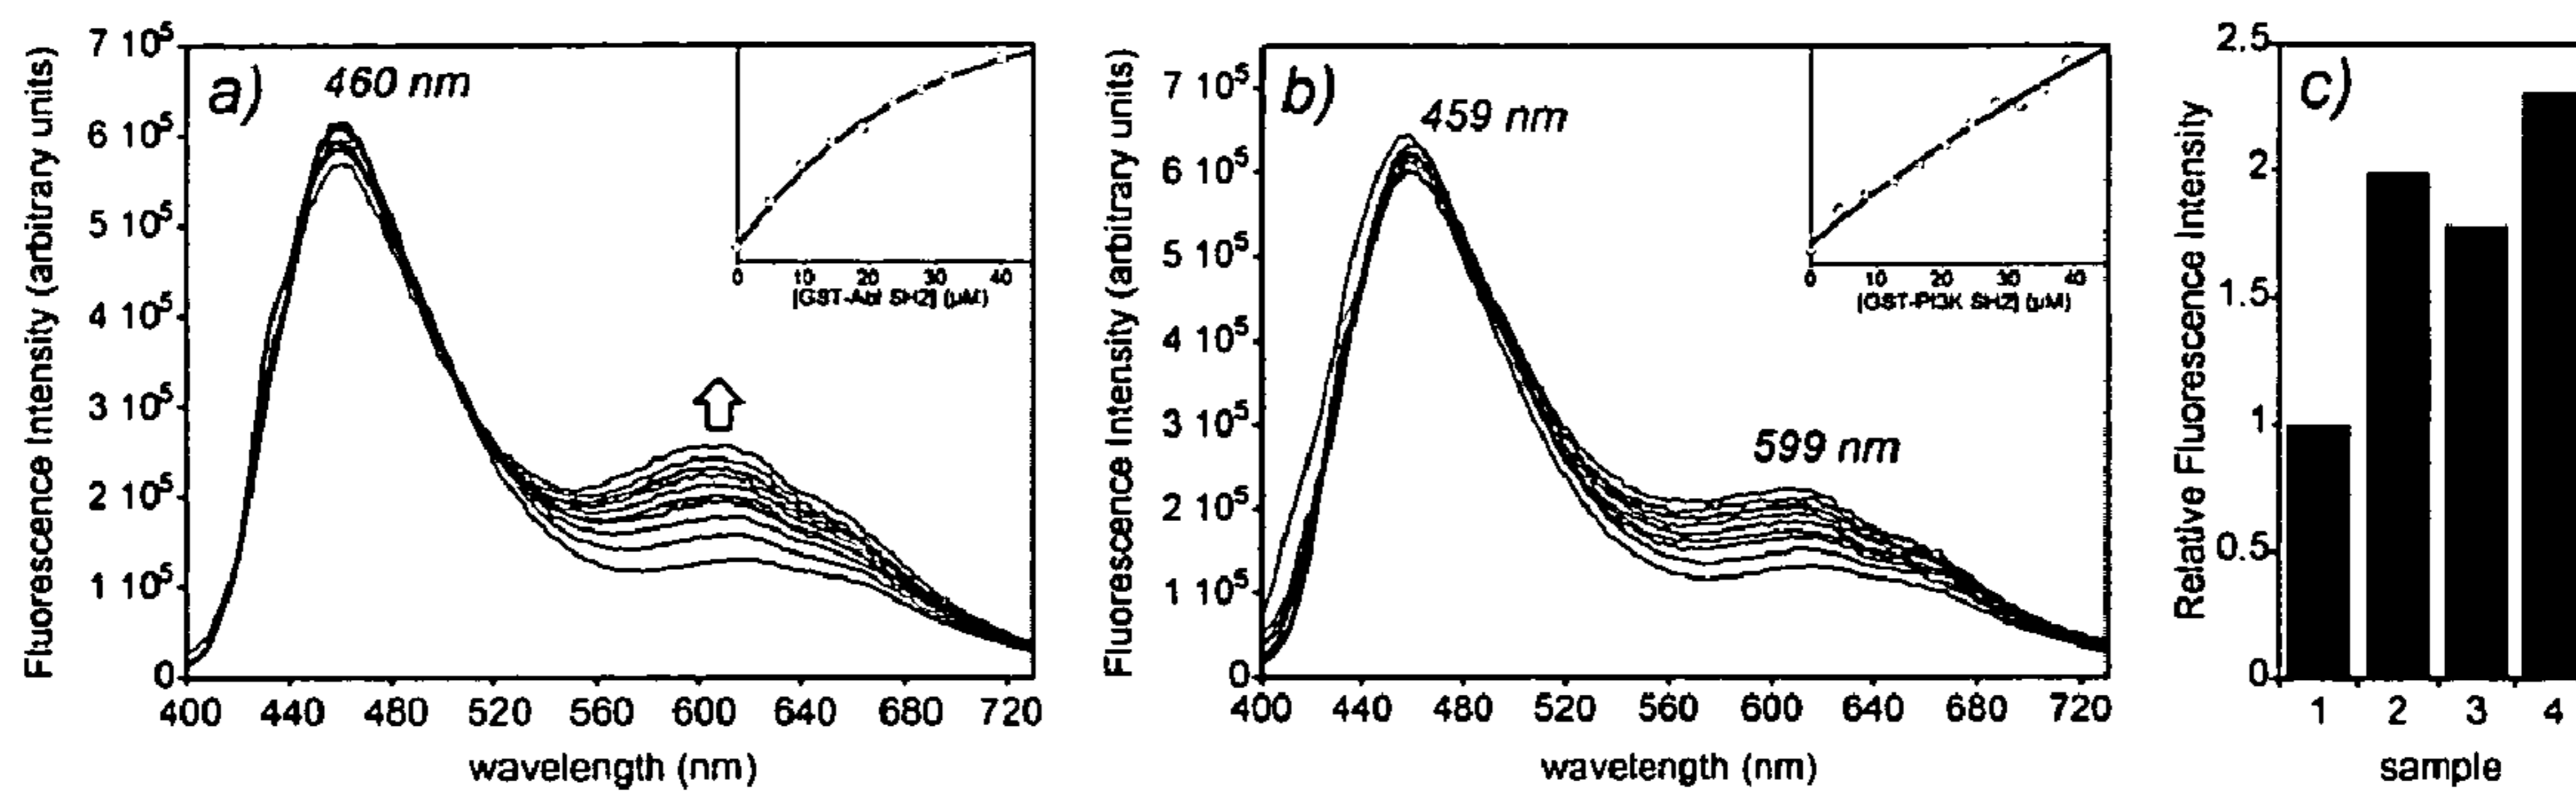 Fluorescence Intensity (arbitrary units)
7 10⁵
6 10⁵
5 10⁵
4 10⁵
3 10⁵
2 10⁵
1 10⁵
0
a)
460 nm
0 10 20 30 40
[GST-Abl SH2] (µM)
400 440 480 520 560 600 640 680 720
wavelength (nm)
Fluorescence Intensity (arbitrary units)
7 10⁵
6 10⁵
5 10⁵
4 10⁵
3 10⁵
2 10⁵
1 10⁵
0
b)
459 nm
599 nm
0 10 20 30 40
[GST-PI3K SH2] (µM)
400 440 480 520 560 600 640 680 720
wavelength (nm)
Relative Fluorescence Intensity
2.5
2
1.5
1
0.5
0
c)
1 2 3 4
sample